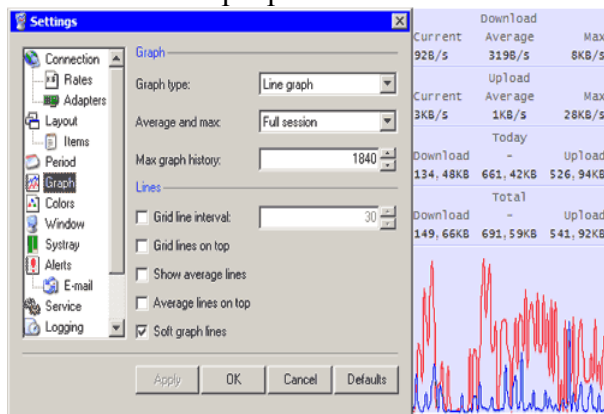 Settings
Connection
Rates
Adapters
Layout
Items
Period
Graph
Colors
Window
Systray
Alerts
E-mail
Service
Logging
Graph
Graph type: Line graph
Average and max: Full session
Max graph history: 1840
Lines
Grid line interval: 30
Grid lines on top
Show average lines
Average lines on top
Soft graph lines
Apply OK Cancel Defaults
Download
Current Average Max
92B/s 319B/s 8KB/s
Upload
Current Average Max
3KB/s 1KB/s 28KB/s
Today
Download - Upload
134,48KB 661,42KB 526,94KB
Total
Download - Upload
149,66KB 691,59KB 541,92KB